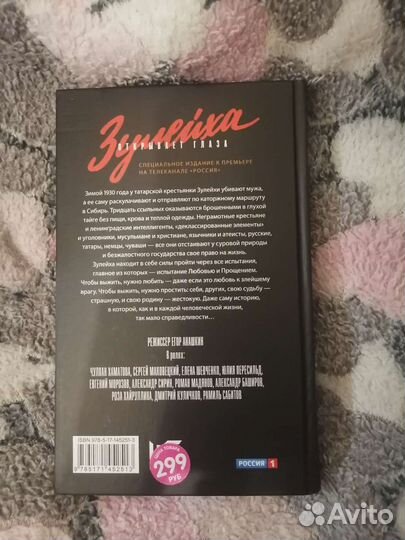 Зулейха
ОТКРЫВАЕТ ГЛАЗА
СПЕЦИАЛЬНОЕ ИЗДАНИЕ К ПРЕМЬЕРЕ
НА ТЕЛЕКАНАЛЕ «РОССИЯ»
Зимой 1930 года у татарской крестьянки Зулейхи убивают мужа,
а ее саму раскулачивают и отправляют по каторжному маршруту
в Сибирь. Тридцать ссыльных оказываются брошенными в глухой
тайге без пищи, крова и теплой одежды. Неграмотные крестьяне
и ленинградские интеллигенты, «деклассированные элементы»
и уголовники, мусульмане и христиане, язычники и атеисты, русские,
татары, немцы, чуваши — все они отстаивают у суровой природы
и безжалостного государства свое право на жизнь.
Зулейха находит в себе силы пройти через все испытания,
главное из которых — испытание Любовью и Прощением.
Чтобы выжить, нужно любить — даже если это любовь к злейшему
врагу. Чтобы выжить, нужно простить: себя, других, свою судьбу —
страшную, и свою родину — жестокую. Даже саму историю,
в которой, как и в каждой человеческой жизни,
так мало справедливости...
РЕЖИССЕР ЕГОР АНАШКИН
В ролях:
ЧУЛПАН ХАМАТОВА, СЕРГЕЙ МАКОВЕЦКИЙ, ЕЛЕНА ШЕВЧЕНКО, ЮЛИЯ ПЕРЕСИЛЬД,
ЕВГЕНИЙ МОРОЗОВ, АЛЕКСАНДР СИРИН, РОМАН МАДЯНОВ, АЛЕКСАНДР БАШИРОВ,
РОЗА ХАЙРУЛЛИНА, ДМИТРИЙ КУЛИЧКОВ, РАМИЛЬ САБИТОВ
ISBN 978-5-17-145251-3
9785171452513
299
РУБ
РОССИЯ 1
Avito